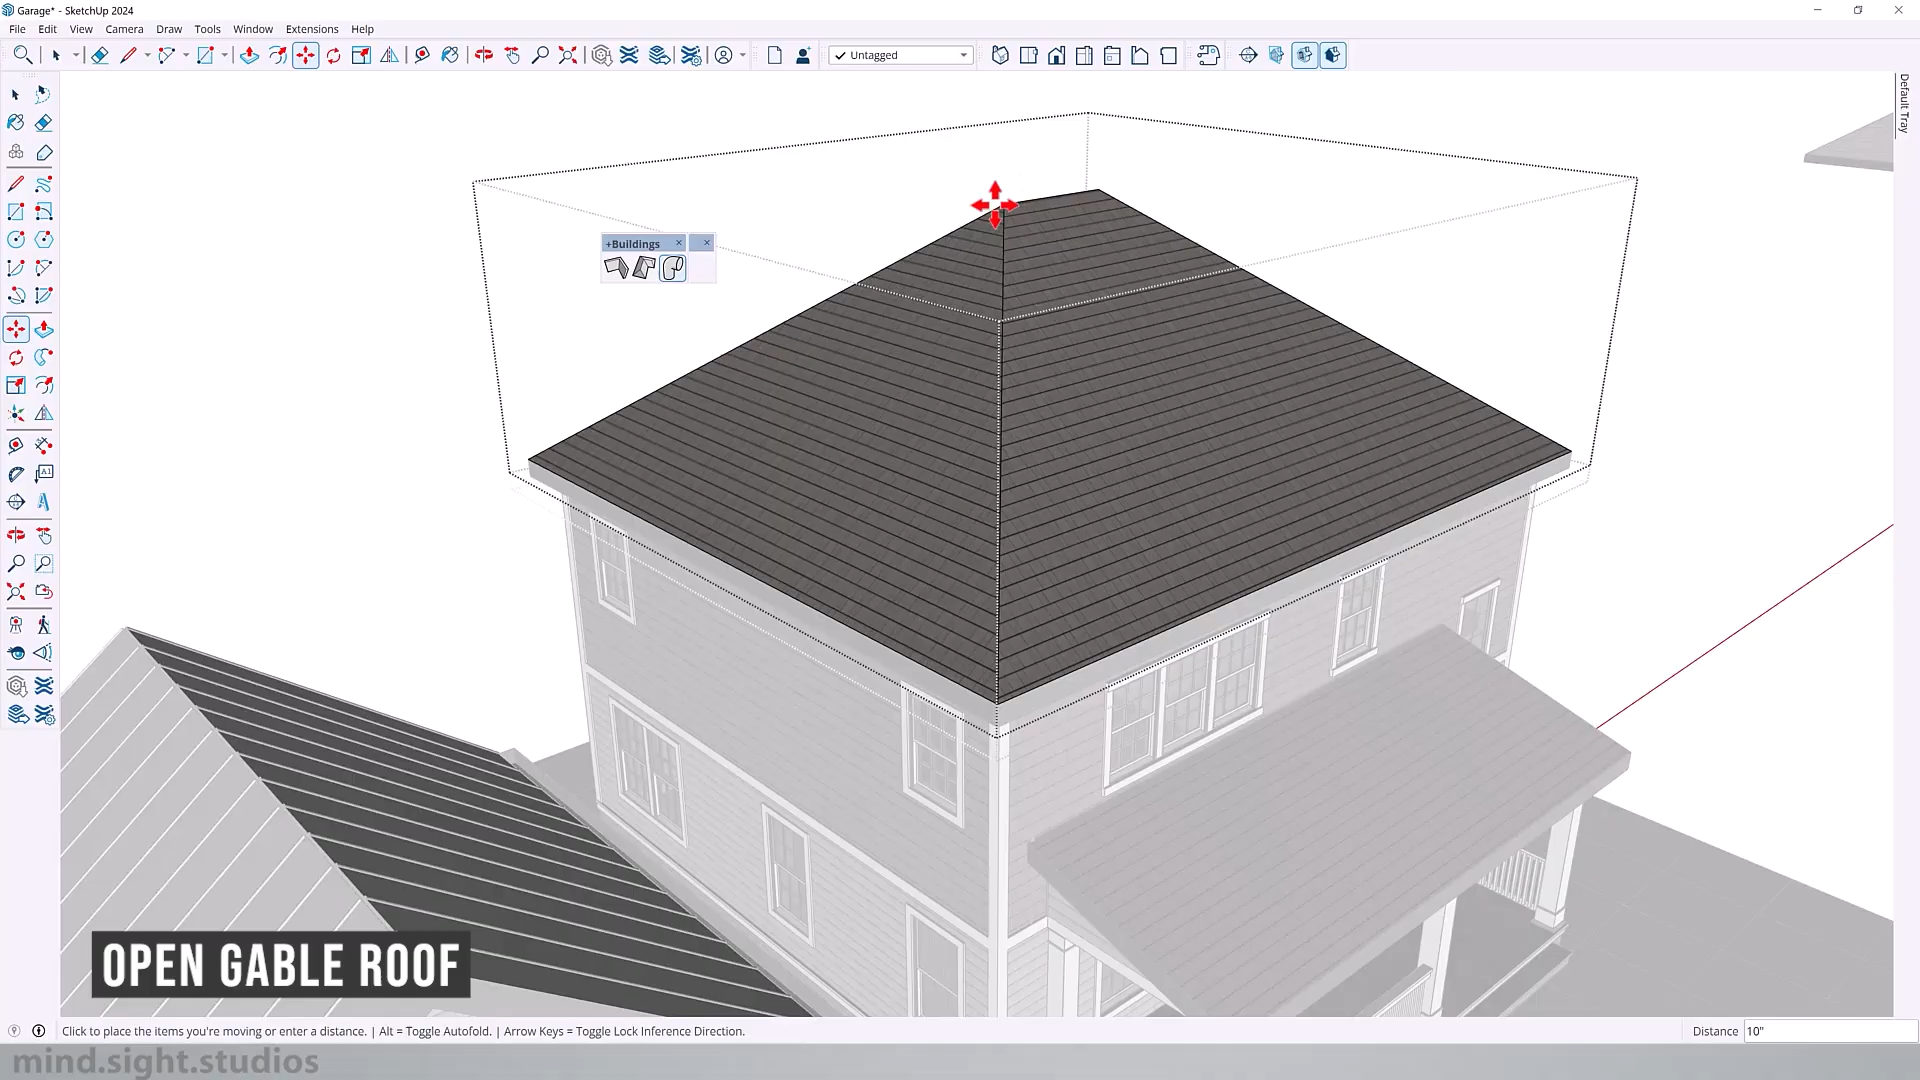 Garage* - SketchUp 2024
File Edit View Camera Draw Tools Window Extensions Help
Untagged
Default Tray
+Buildings
A1
OPEN GABLE ROOF
Click to place the items you're moving or enter a distance. | Alt = Toggle Autofold. | Arrow Keys = Toggle Lock Inference Direction.
Distance 10"
mind.sight.studios